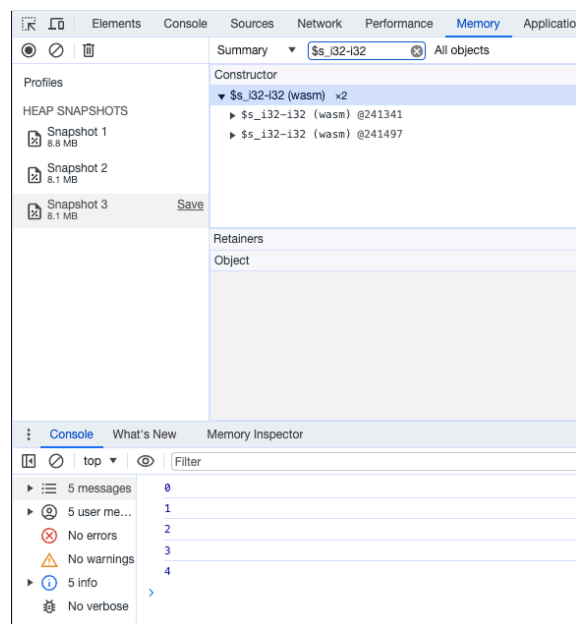 Elements Console Sources Network Performance Memory Applicatio
Summary ▼ $s_i32-i32 All objects
Profiles
HEAP SNAPSHOTS
Snapshot 1
8.8 MB
Snapshot 2
8.1 MB
Snapshot 3 Save
8.1 MB
Constructor
▼ $s_i32-i32 (wasm) ×2
▶ $s_i32-i32 (wasm) @241341
▶ $s_i32-i32 (wasm) @241497
Retainers
Object
Console What's New Memory Inspector
top ▼ Filter
5 messages
5 user me...
No errors
No warnings
5 info
No verbose
0
1
2
3
4